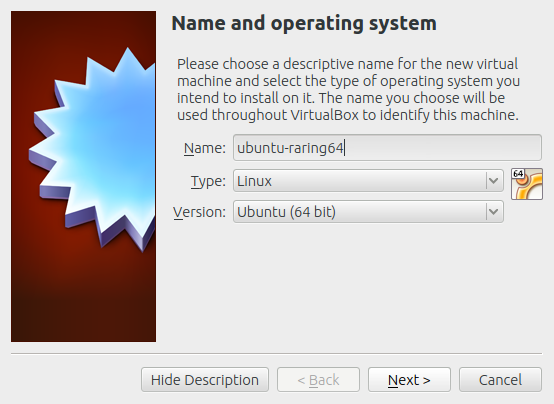 Name and operating system
Please choose a descriptive name for the new virtual
machine and select the type of operating system you
intend to install on it. The name you choose will be
used throughout VirtualBox to identify this machine.
Name: ubuntu-raring64
Type: Linux
64
Version: Ubuntu (64 bit)
Hide Description < Back Next > Cancel